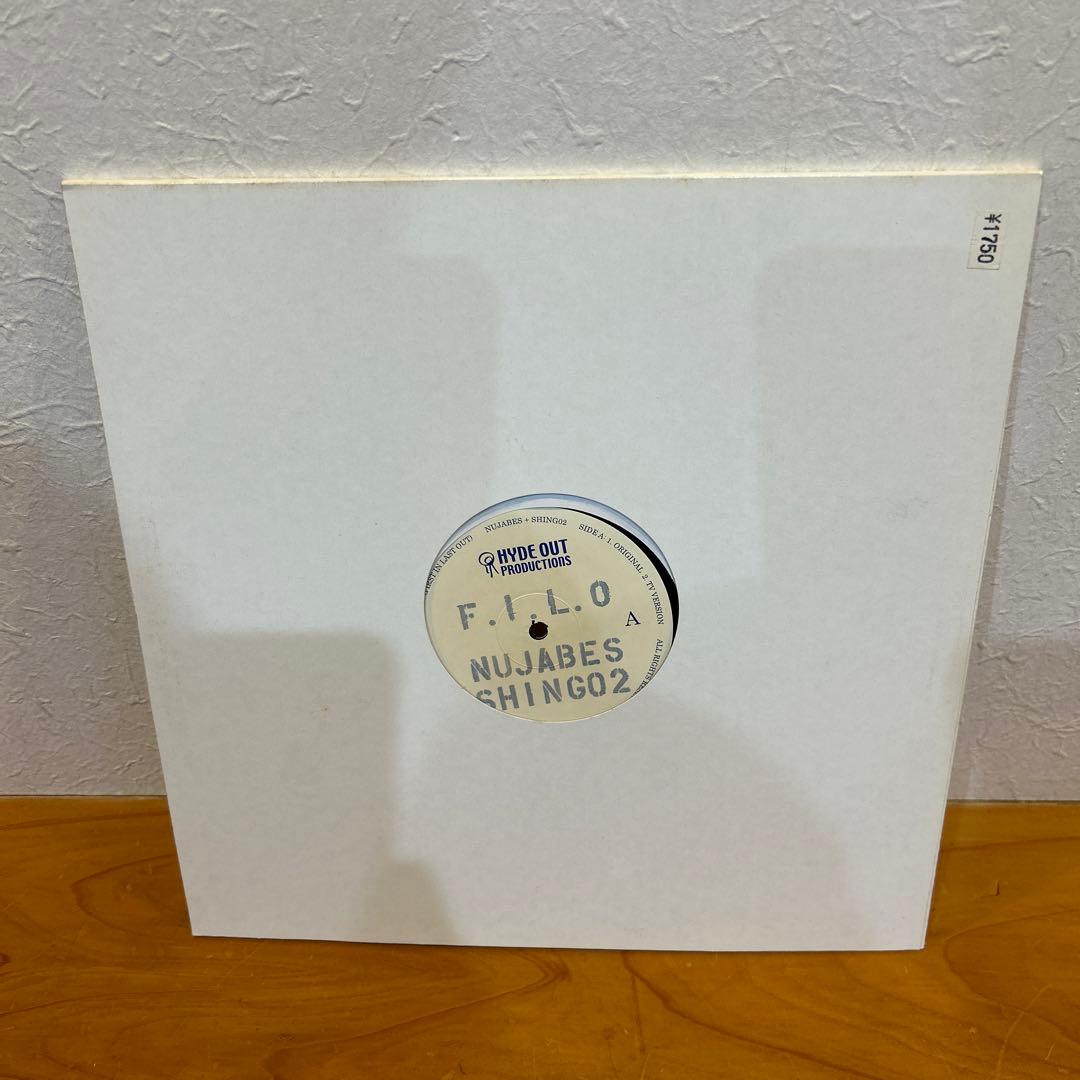 ¥1750
IN LAST OUT)
NUJABES + SHING02
SIDE A: 1. ORIGINAL 2. TV VERSION
ALL RIGHTS
HYDE OUT
PRODUCTIONS
F.I.L.O
A
NUJABES
SHING02